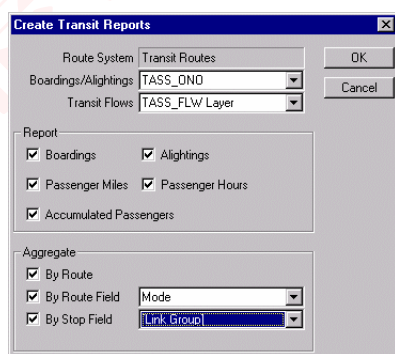 Create Transit Reports
Route System Transit Routes OK
Boardings/Alightings TASS_ONO Cancel
Transit Flows TASS_FLW Layer
Report
Boardings Alightings
Passenger Miles Passenger Hours
Accumulated Passengers
Aggregate
By Route
By Route Field Mode
By Stop Field [Link Group]